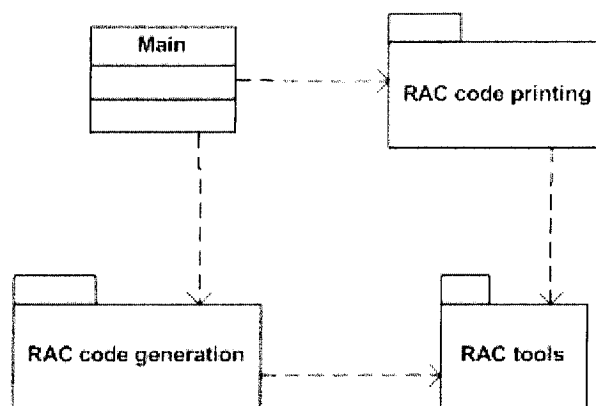 Main
RAC code printing
RAC code generation
RAC tools